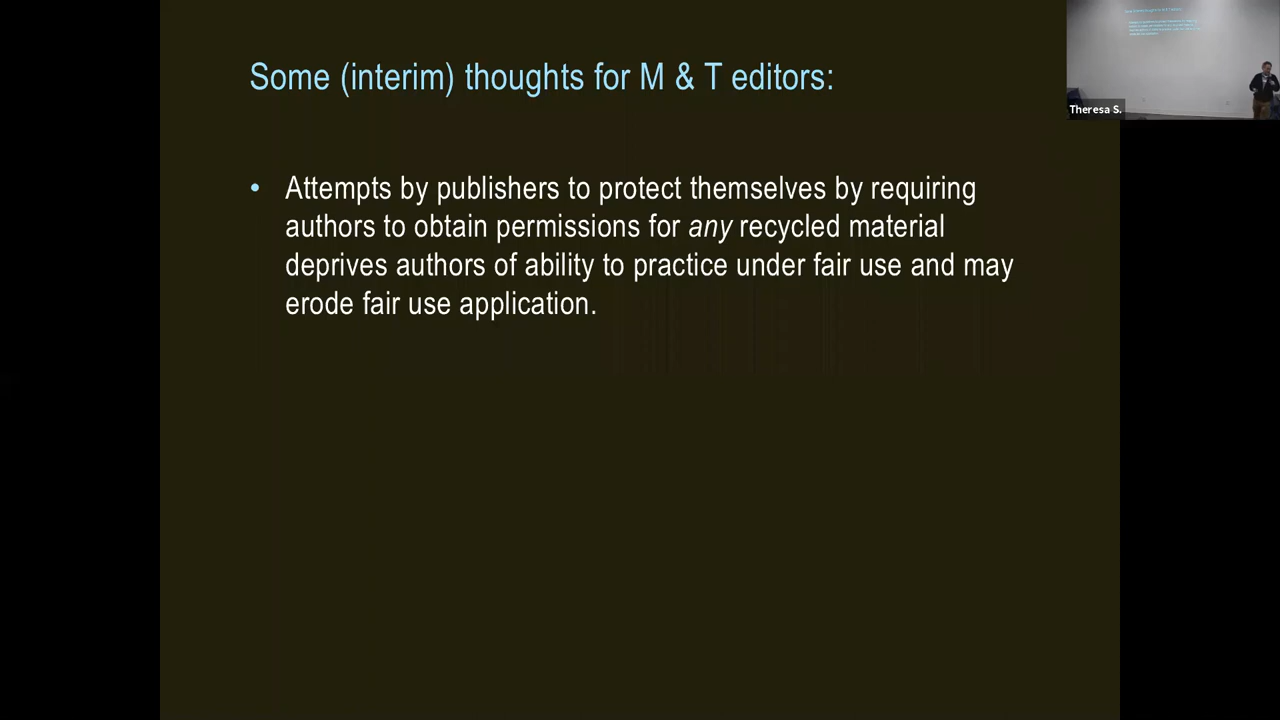 Some (interim) thoughts for M & T editors:
Theresa S.
• Attempts by publishers to protect themselves by requiring
authors to obtain permissions for any recycled material
deprives authors of ability to practice under fair use and may
erode fair use application.